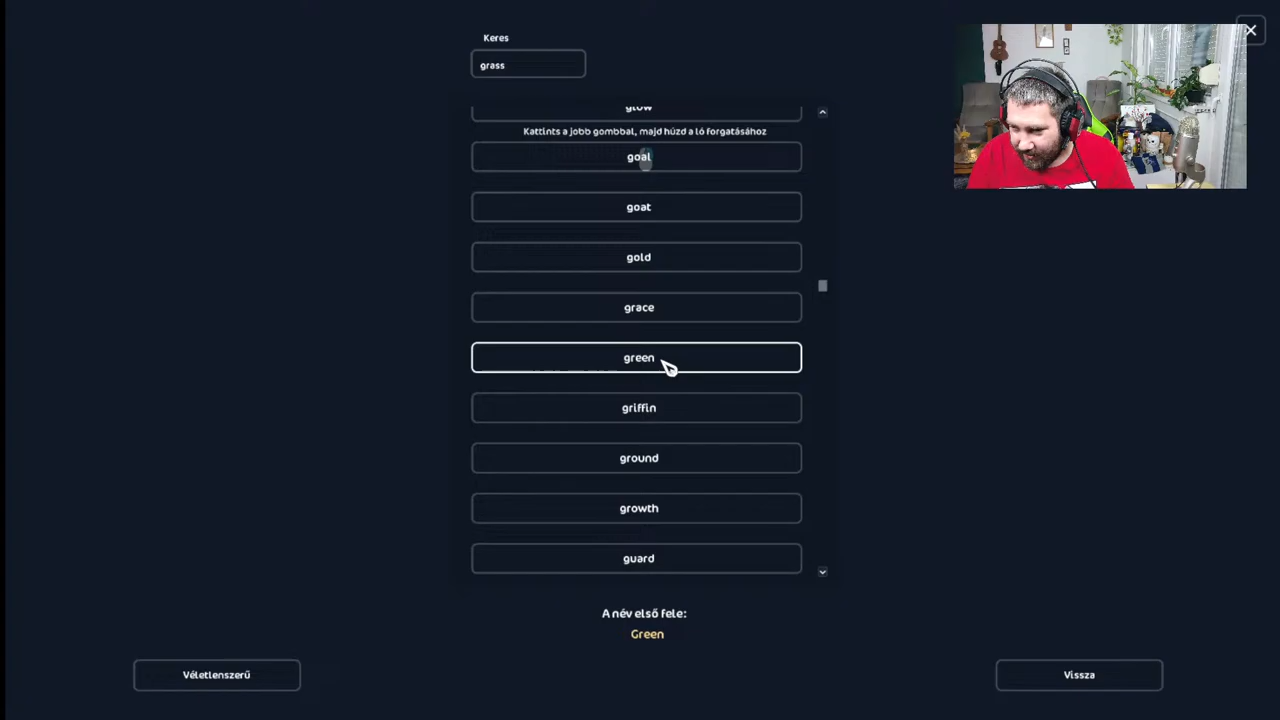 Keres
grass
glow
Kattints a jobb gombbal, majd húzd a ló forgatásához
goal
goat
gold
grace
green
griffin
ground
growth
guard
A név első fele:
Green
Véletlenszerű
Vissza